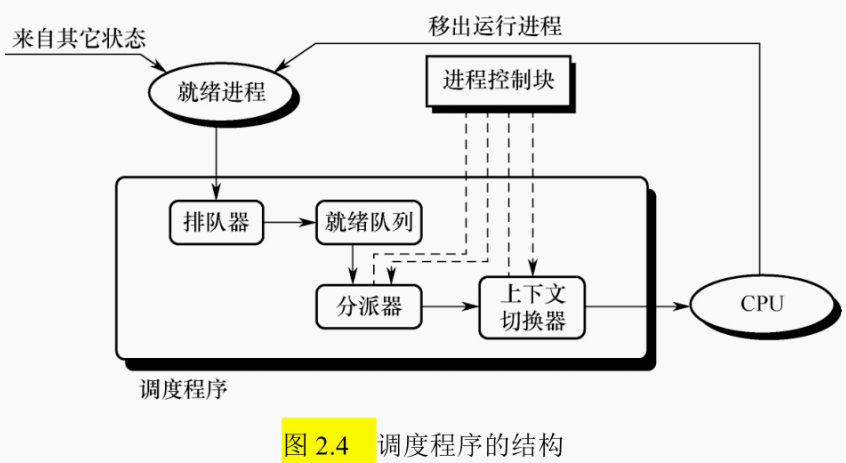 移出运行进程
来自其它状态
就绪进程
进程控制块
排队器
就绪队列
分派器
上下文
切换器
CPU
调度程序
图 2.4 调度程序的结构